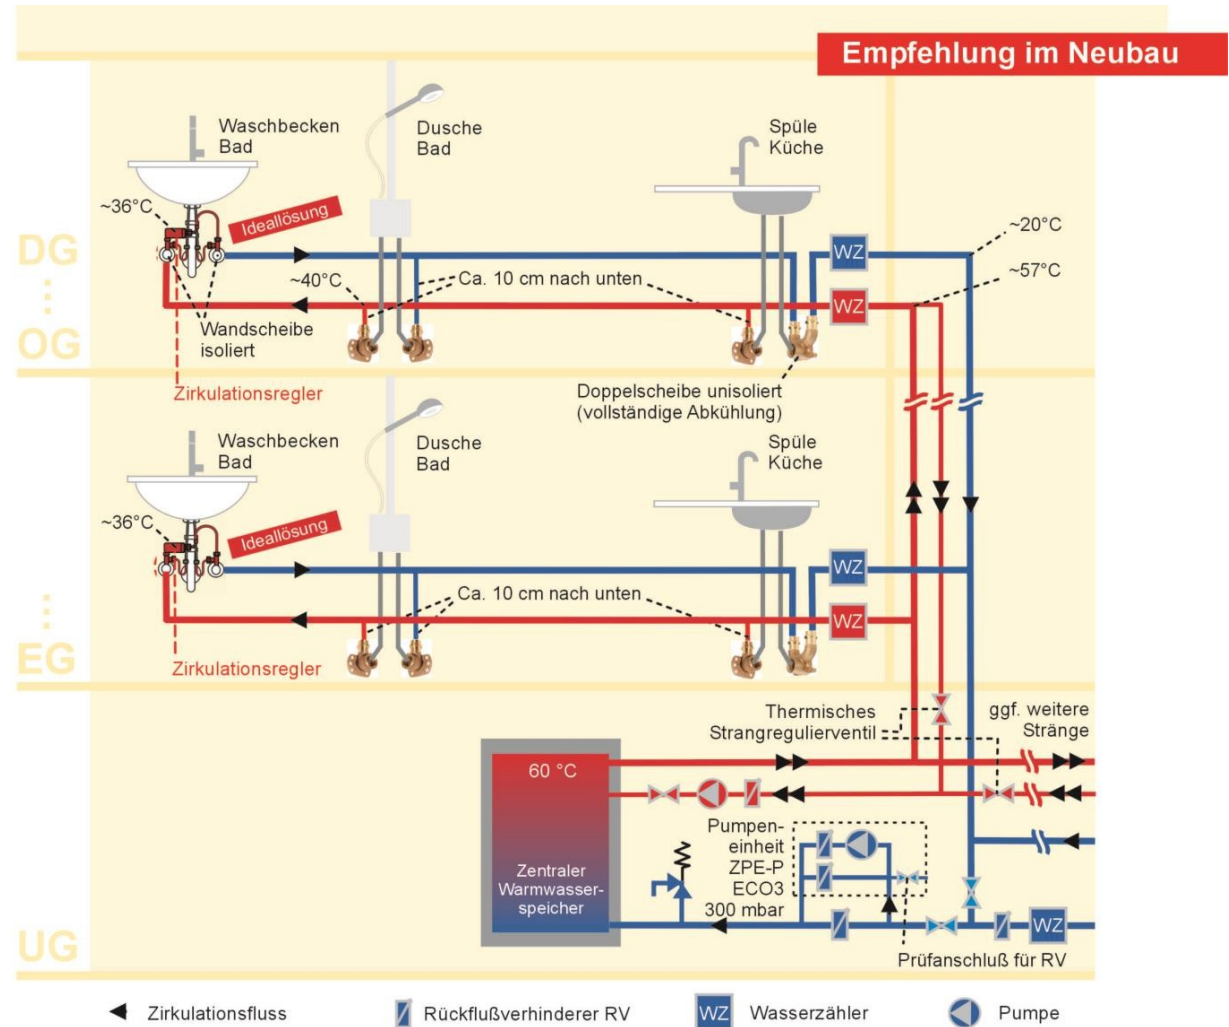 Empfehlung im Neubau
Waschbecken
Bad
Dusche
Bad
Spüle
Küche
~36°C
Ideallösung
DG
OG
WZ
WZ
~20°C
~57°C
~40°C
Ca. 10 cm nach unten
Wandscheibe
isoliert
Zirkulationsregler
Doppelscheibe unisoliert
(vollständige Abkühlung)
Waschbecken
Bad
Dusche
Bad
Spüle
Küche
~36°C
Ideallösung
WZ
WZ
Ca. 10 cm nach unten
EG
Zirkulationsregler
Thermisches
Strangregulierventil
ggf. weitere
Stränge
60 °C
Zentraler
Warmwasser-
speicher
Pumpen-
einheit
ZPE-P
ECO3
300 mbar
WZ
Prüfanschluß für RV
UG
Zirkulationsfluss
Rückflußverhinderer RV
WZ Wasserzähler
Pumpe